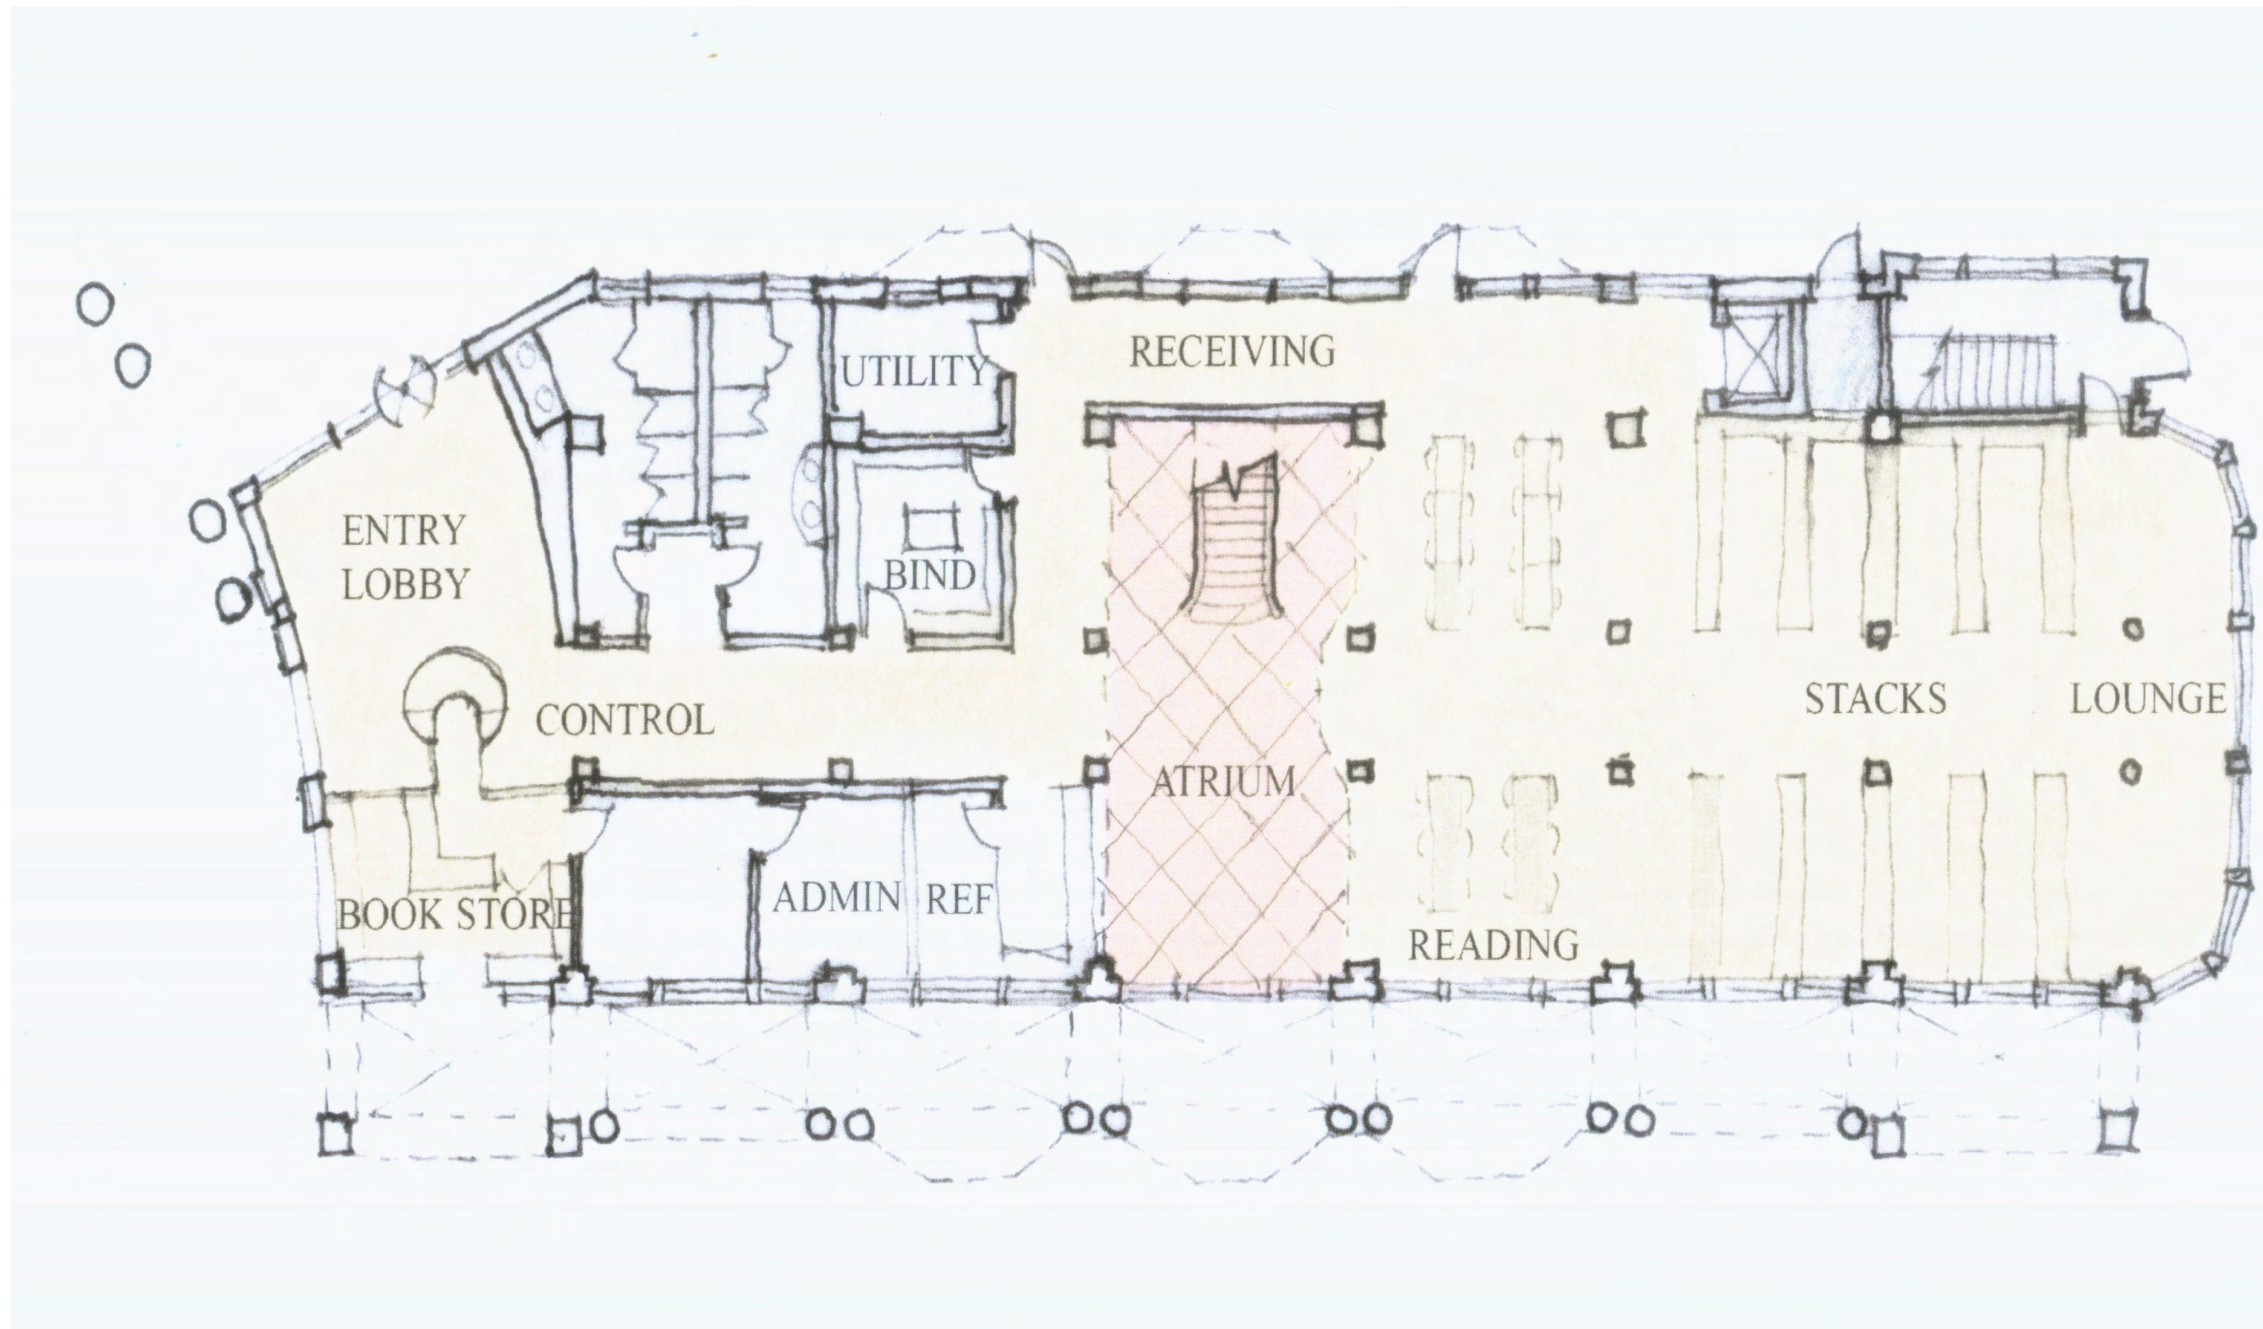 RECEIVING
UTILITY
ENTRY
LOBBY
BIND
CONTROL
STACKS
LOUNGE
ATRIUM
ADMIN
REF
BOOK STORE
READING